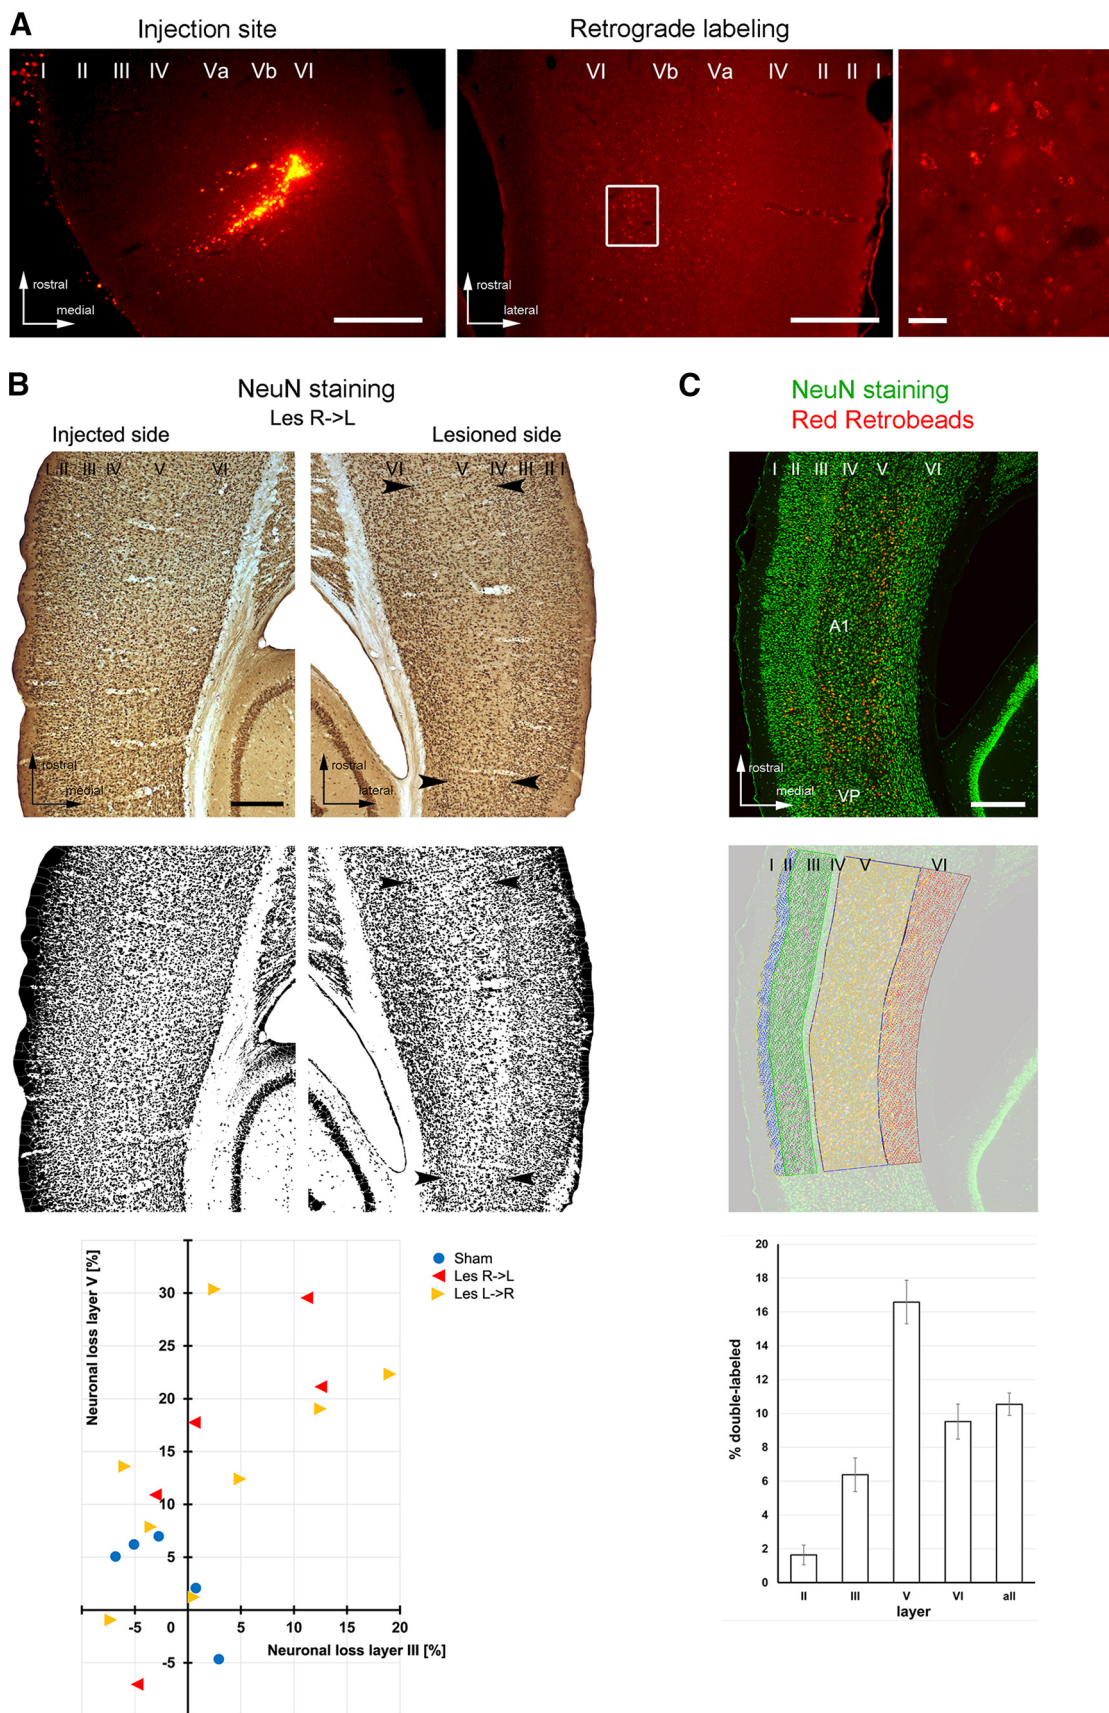 A
Injection site
Retrograde labeling
I II III IV Va Vb VI
VI Vb Va IV II II I
rostral
medial
rostral
lateral
B
NeuN staining
Les R->L
Injected side
Lesioned side
I II III IV V VI
VI V IV III II I
rostral
medial
rostral
lateral
C
NeuN staining
Red Retrobeads
I II III IV V VI
A1
VP
rostral
medial
I II III IV V VI
Neuronal loss layer V [%]
30
25
20
15
10
5
-5 0 5 10 15 20
Neuronal loss layer III [%]
-5
Sham
Les R->L
Les L->R
% double-labeled
20
18
16
14
12
10
8
6
4
2
0
II III V VI all
layer